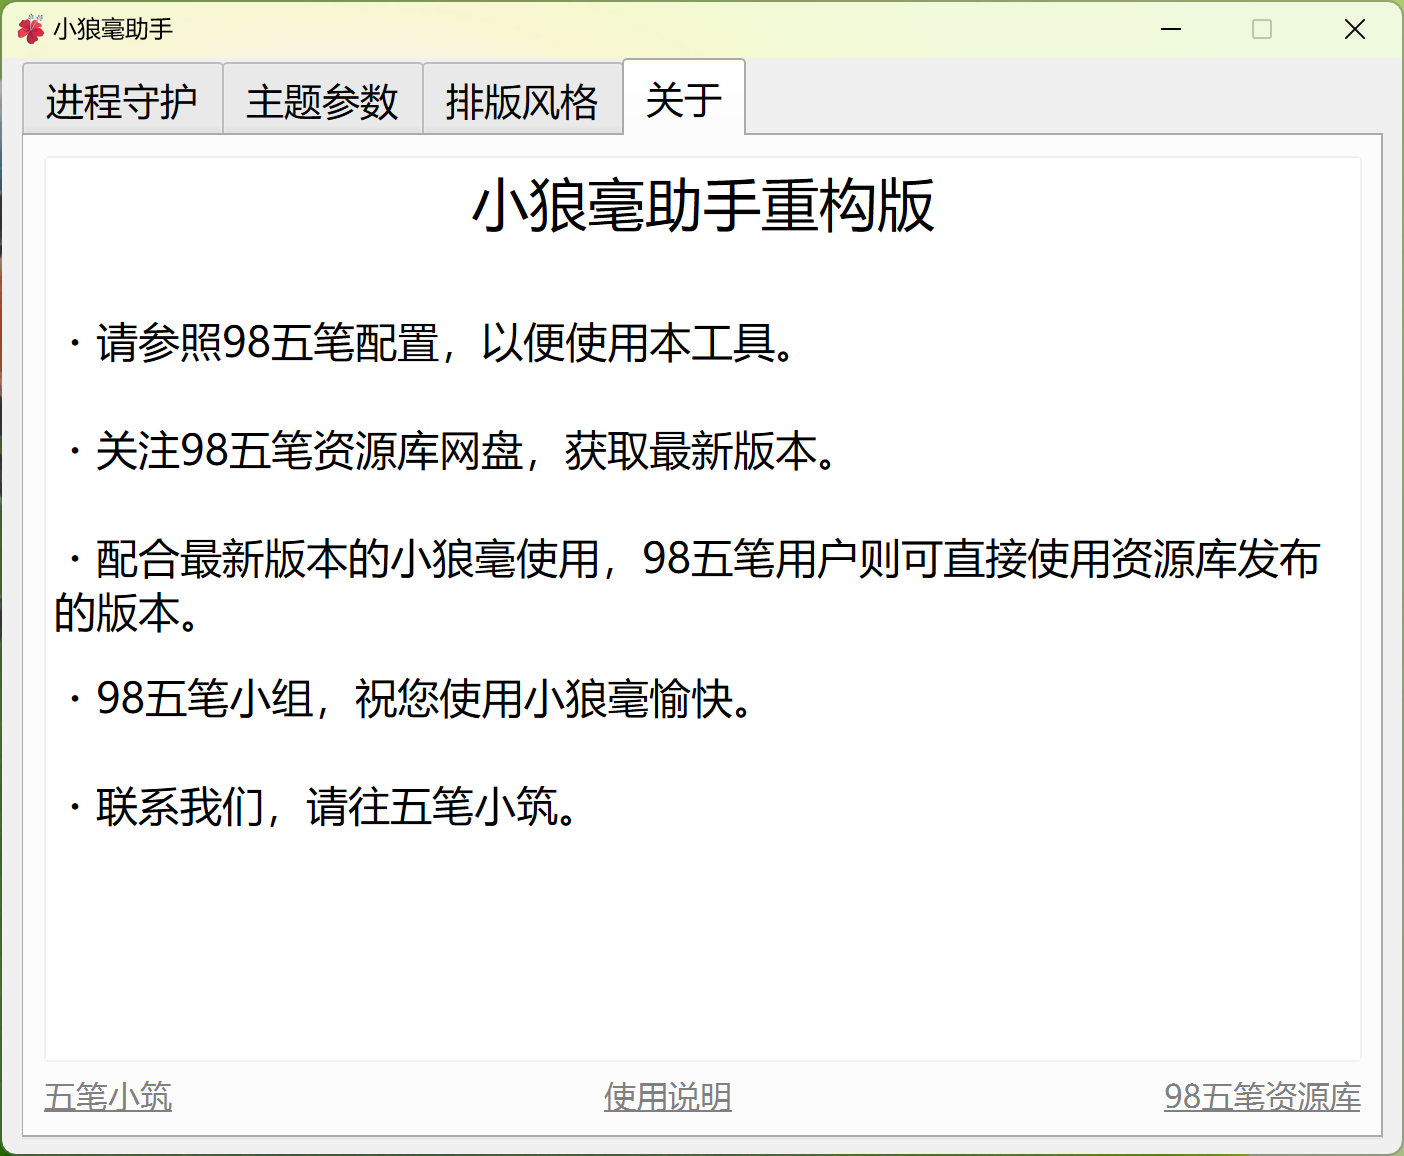 小狼毫助手
进程守护 主题参数 排版风格 关于
小狼毫助手重构版
· 请参照98五笔配置，以便使用本工具。
· 关注98五笔资源库网盘，获取最新版本。
· 配合最新版本的小狼毫使用，98五笔用户则可直接使用资源库发布
的版本。
· 98五笔小组，祝您使用小狼毫愉快。
· 联系我们，请往五笔小筑。
五笔小筑 使用说明 98五笔资源库